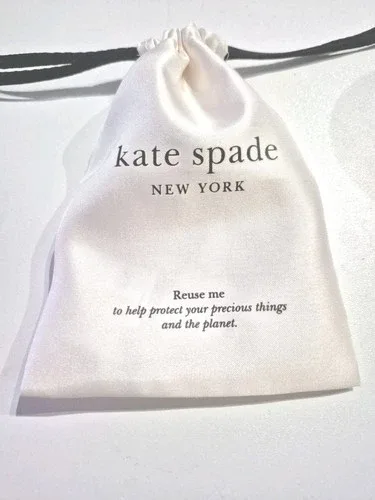 kate spade
NEW YORK
Reuse me
to help protect your precious things
and the planet.